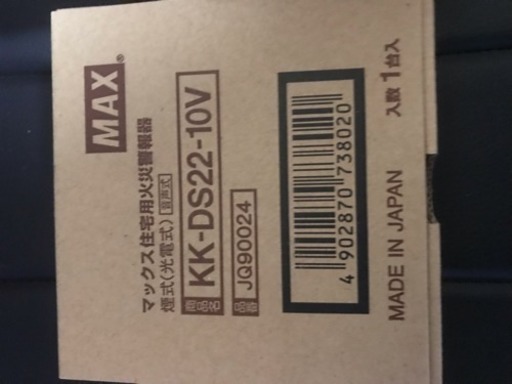 MAX®
マックス住宅用火災警報器
煙式(光電式) 音声式
商品名 KK-DS22-10V
品番 JQ90024
4 902870 738020
MADE IN JAPAN 入数 1台入